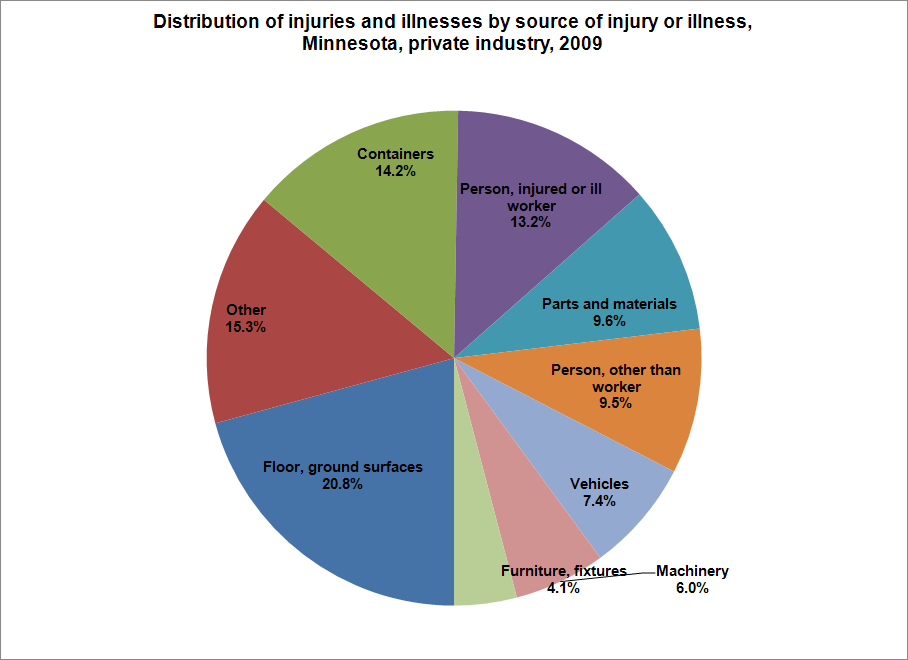 Distribution of injuries and illnesses by source of injury or illness,
Minnesota, private industry, 2009
Containers
14.2%
Person, injured or ill
worker
13.2%
Parts and materials
9.6%
Other
15.3%
Person, other than
worker
9.5%
Floor, ground surfaces
20.8%
Vehicles
7.4%
Furniture, fixtures
4.1%
Machinery
6.0%